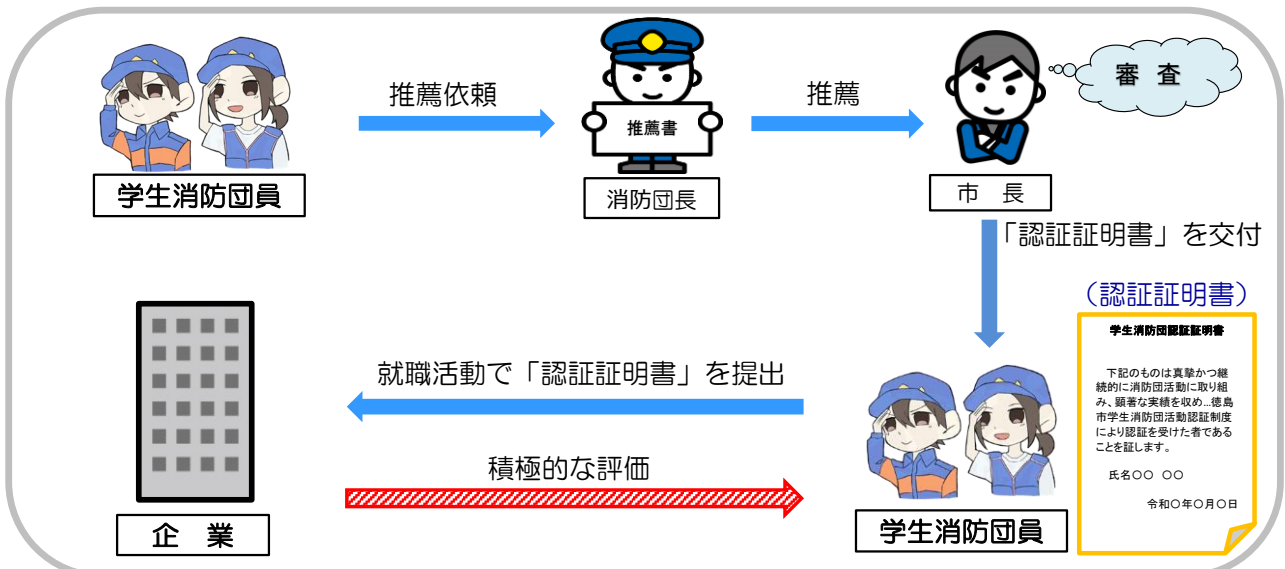 推薦依頼
推薦書
推薦
審 査
学生消防団員
消防団長
市 長
「認証証明書」を交付
(認証証明書)
学生消防団認証証明書
下記のものは真摯かつ継
続的に消防団活動に取り組
み、顕著な実績を収め…徳島
市学生消防団活動認証制度
により認証を受けた者である
ことを証します。
氏名〇〇 〇〇
令和〇年〇月〇日
就職活動で「認証証明書」を提出
積極的な評価
企 業
学生消防団員